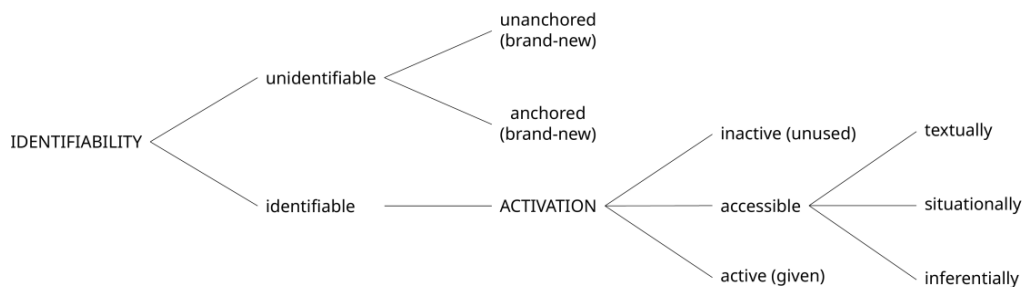 unanchored
(brand-new)
unidentifiable
anchored
(brand-new)
IDENTIFIABILITY
inactive (unused)
textually
identifiable
ACTIVATION
accessible
situationally
active (given)
inferentially